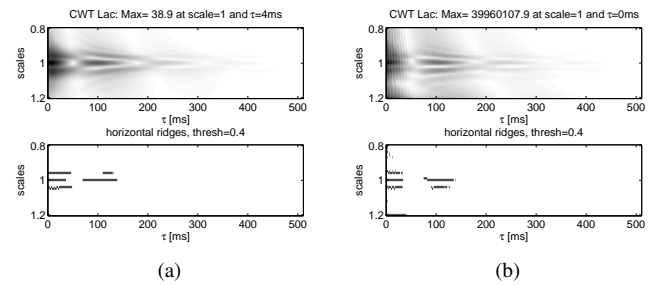 CWT Lac: Max= 38.9 at scale=1 and τ=4ms
0.8
1
1.2
scales
0 100 200 300 400 500
τ [ms]
horizontal ridges, thresh=0.4
0.8
1
1.2
scales
0 100 200 300 400 500
τ [ms]
(a)
CWT Lac: Max= 39960107.9 at scale=1 and τ=0ms
0.8
1
1.2
scales
0 100 200 300 400 500
τ [ms]
horizontal ridges, thresh=0.4
0.8
1
1.2
scales
0 100 200 300 400 500
τ [ms]
(b)